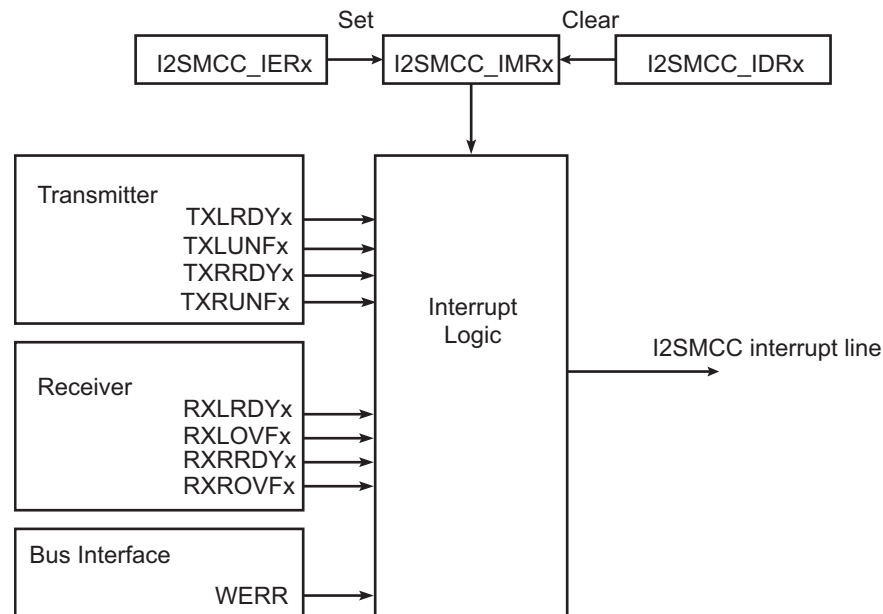 Set
Clear
I2SMCC_IERx
I2SMCC_IMRx
I2SMCC_IDRx
Transmitter
TXLRDYx
TXLUNFx
TXRRDYx
TXRUNFx
Interrupt
Logic
I2SMCC interrupt line
Receiver
RXLRDYx
RXLOVFx
RXRRDYx
RXROVFx
Bus Interface
WERR